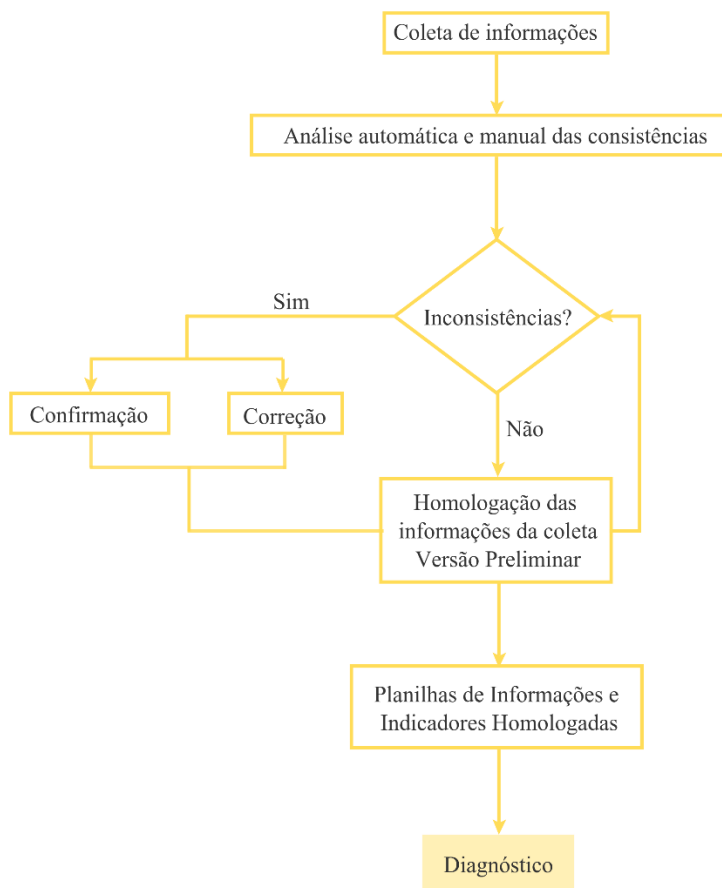 Coleta de informações
Análise automática e manual das consistências
Sim
Inconsistências?
Confirmação
Correção
Não
Homologação das
informações da coleta
Versão Preliminar
Planilhas de Informações e
Indicadores Homologadas
Diagnóstico